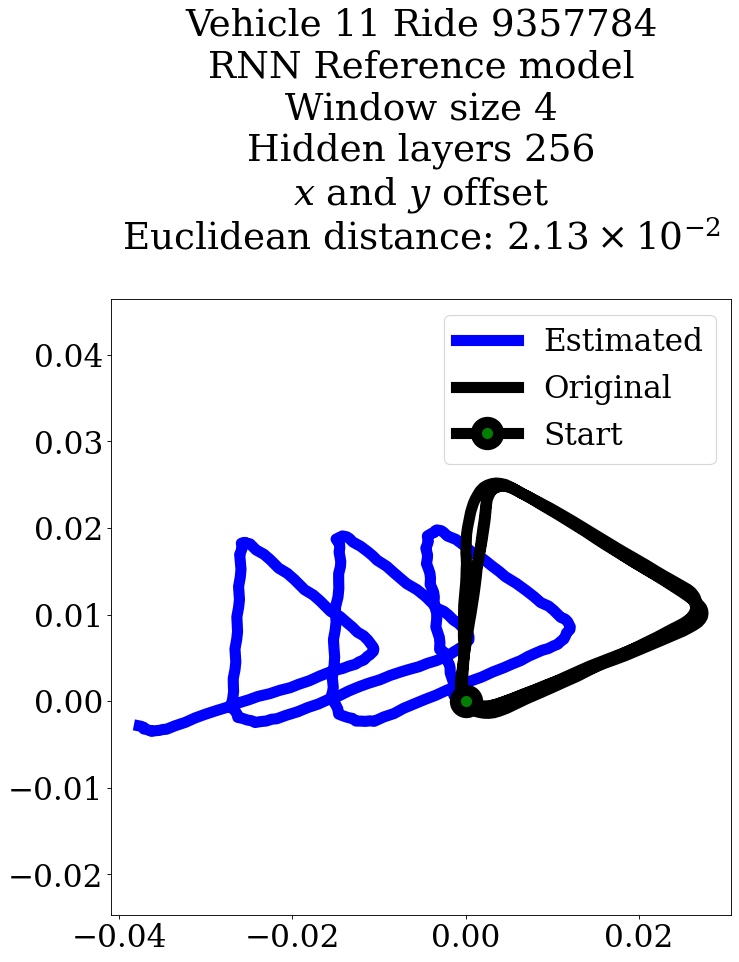 Vehicle 11 Ride 9357784
RNN Reference model
Window size 4
Hidden layers 256
x and y offset
Euclidean distance: 2.13 × 10⁻²
Estimated
Original
Start
0.04
0.03
0.02
0.01
0.00
−0.01
−0.02
−0.04 −0.02 0.00 0.02